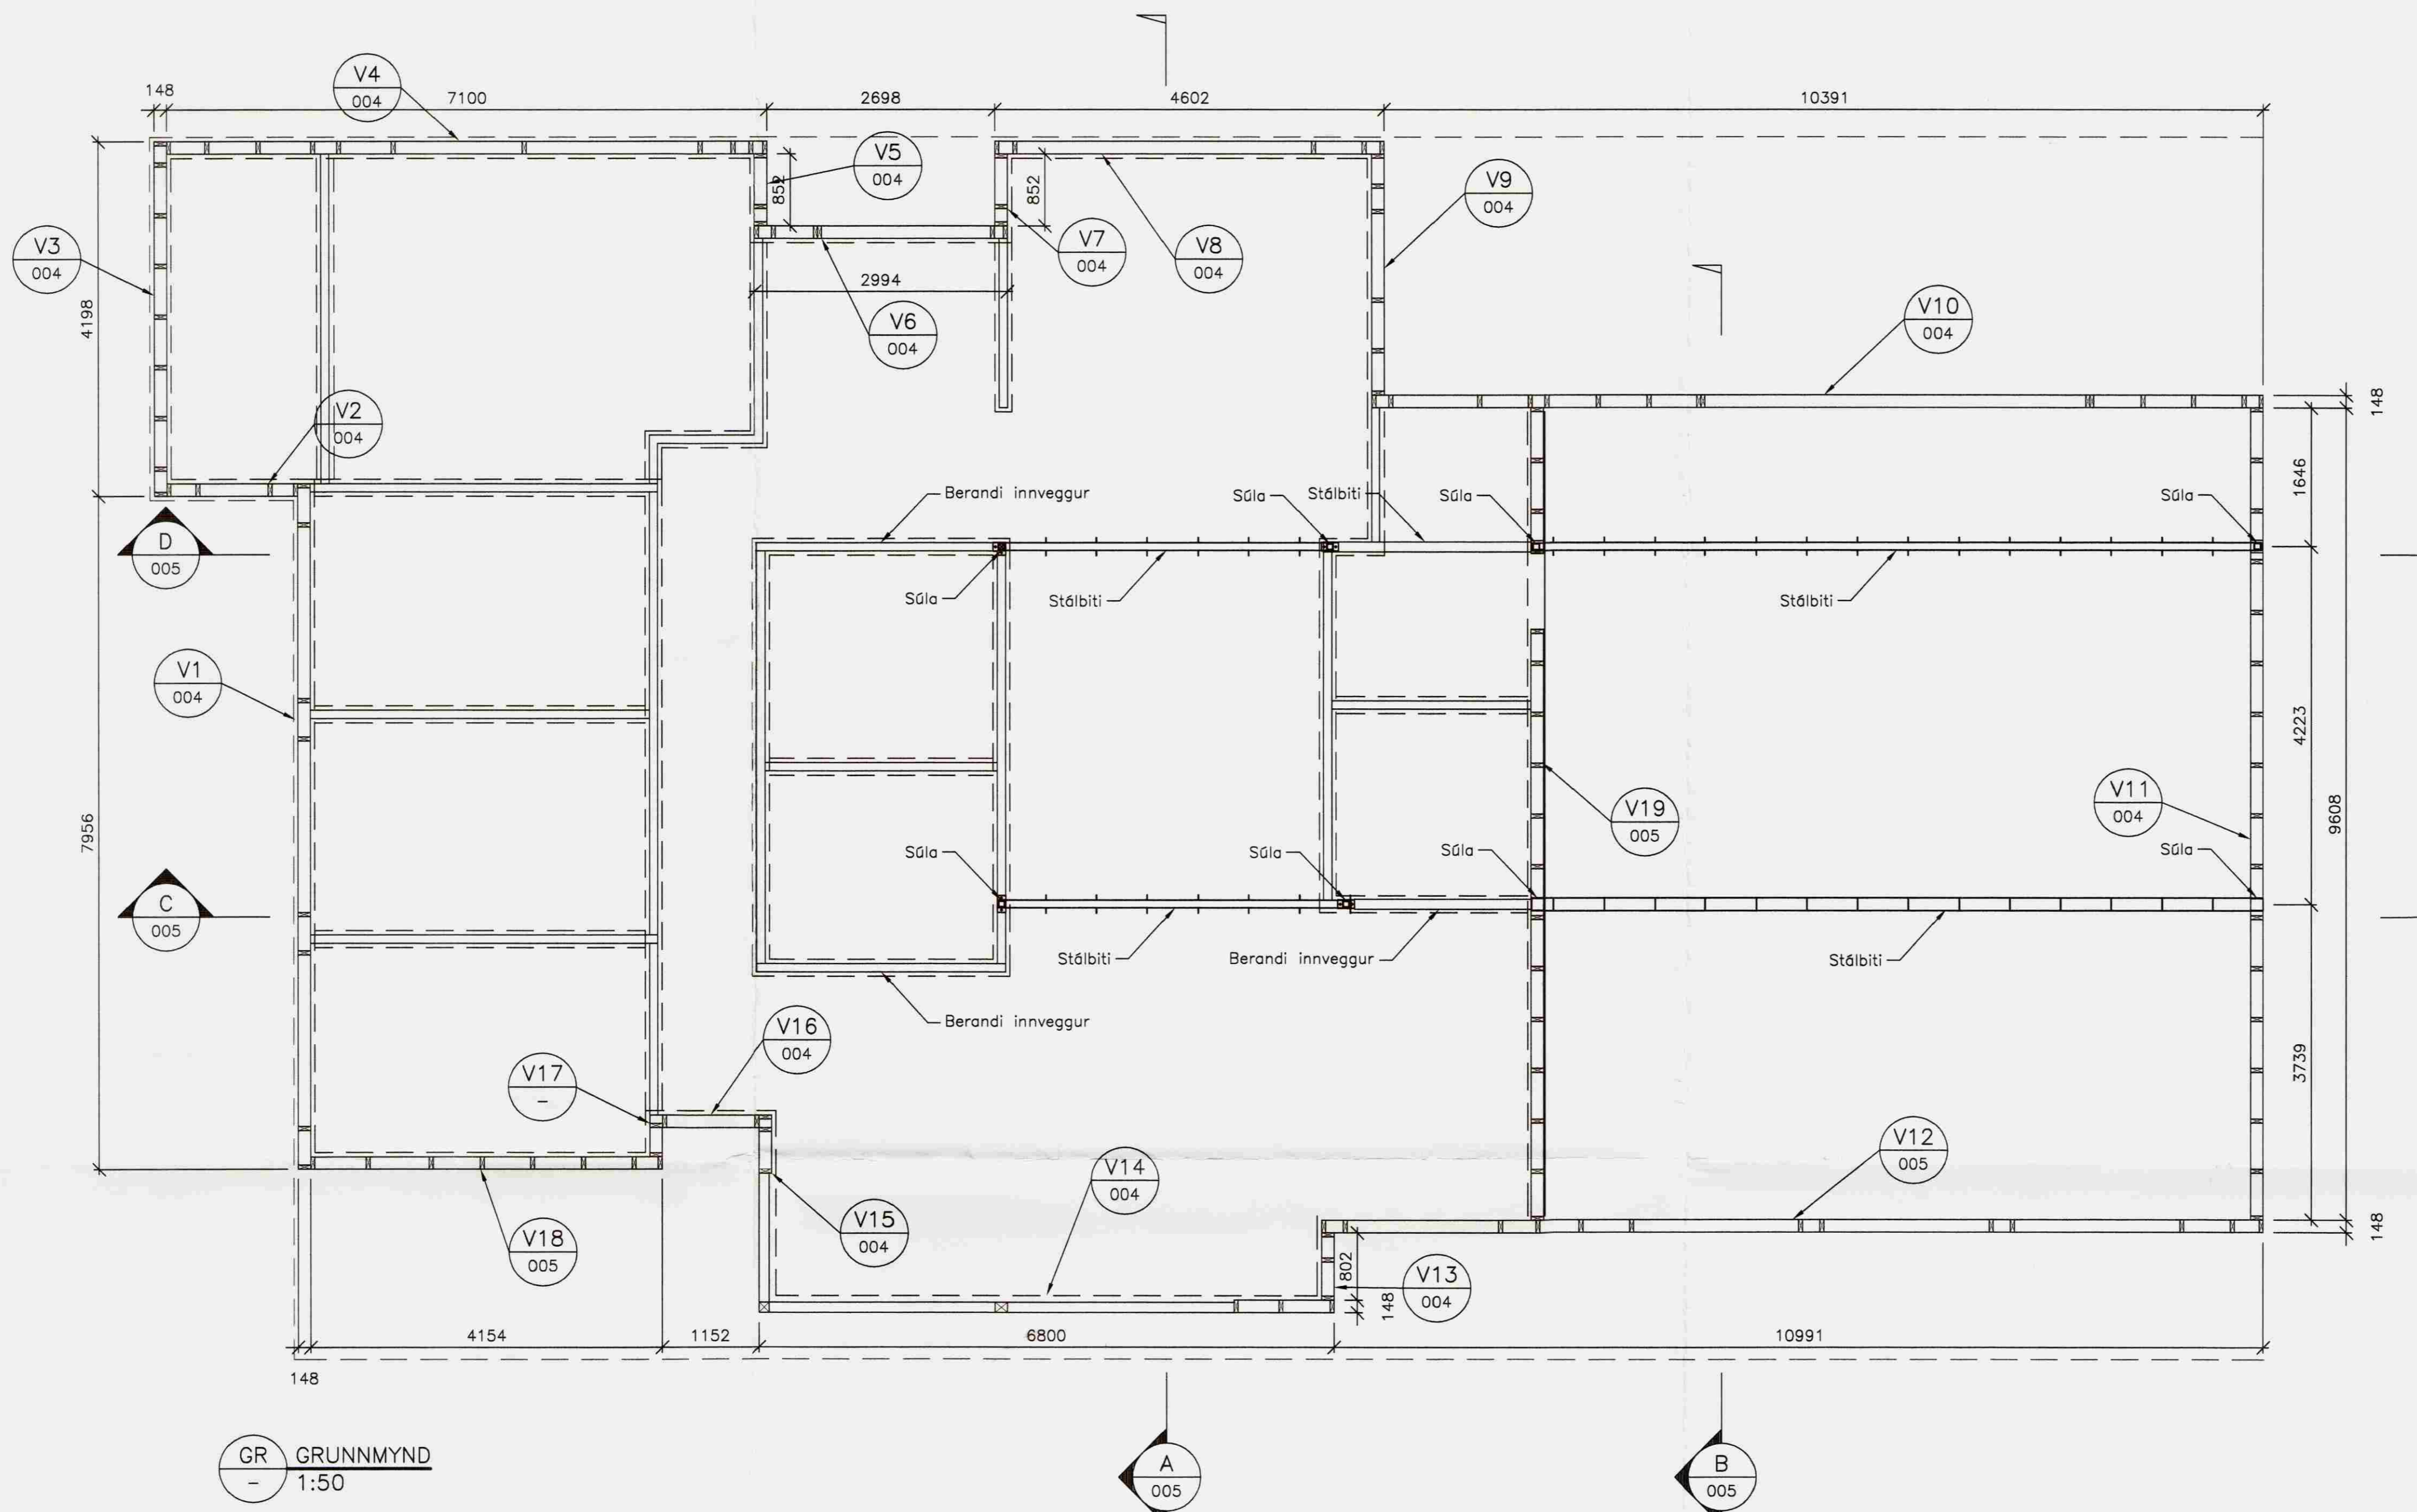 V4
004
148
7100
2698
4602
10391
V5
004
852
852
V9
004
V3
004
V7
004
V8
004
2994
V6
004
V10
004
4198
148
V2
004
1646
Berandi innveggur
Súla
Stálbiti
Súla
Súla
D
005
Súla
Stálbiti
Stálbiti
V1
004
4223
V19
005
V11
004
9608
7956
Súla
Súla
Súla
Súla
C
005
Stálbiti
Berandi innveggur
Stálbiti
Berandi innveggur
V16
004
V17
-
3739
V12
005
V14
004
V15
004
V18
005
148
802
V13
004
148
4154
1152
6800
10991
148
GR GRUNNMYND
- 1:50
A
005
B
005